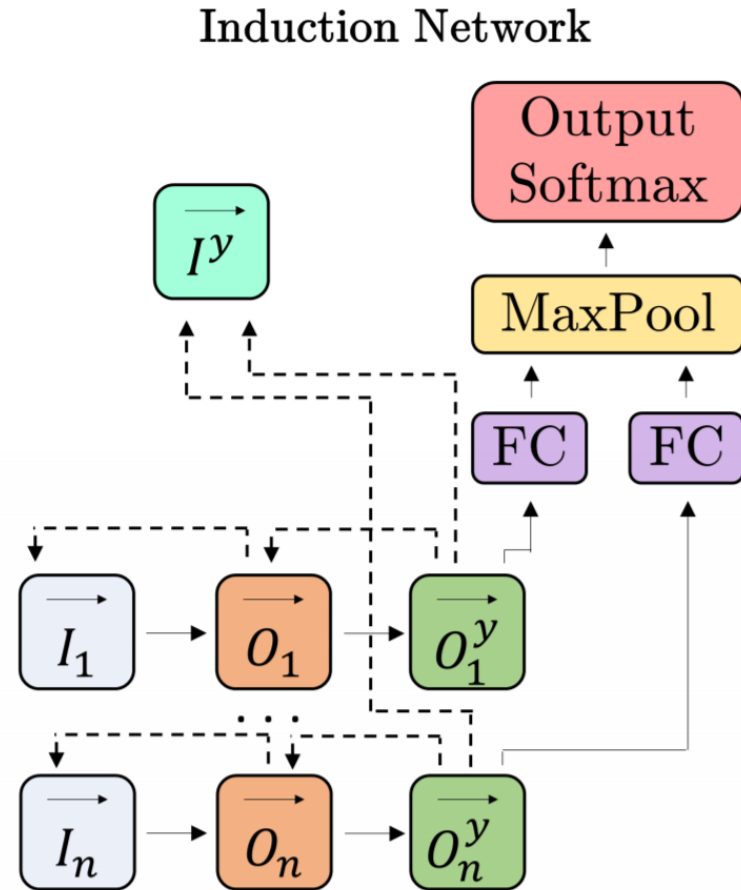 Induction Network
Output
Softmax
I^y
MaxPool
FC FC
I_1 O_1 O_1^y
. . .
I_n O_n O_n^y